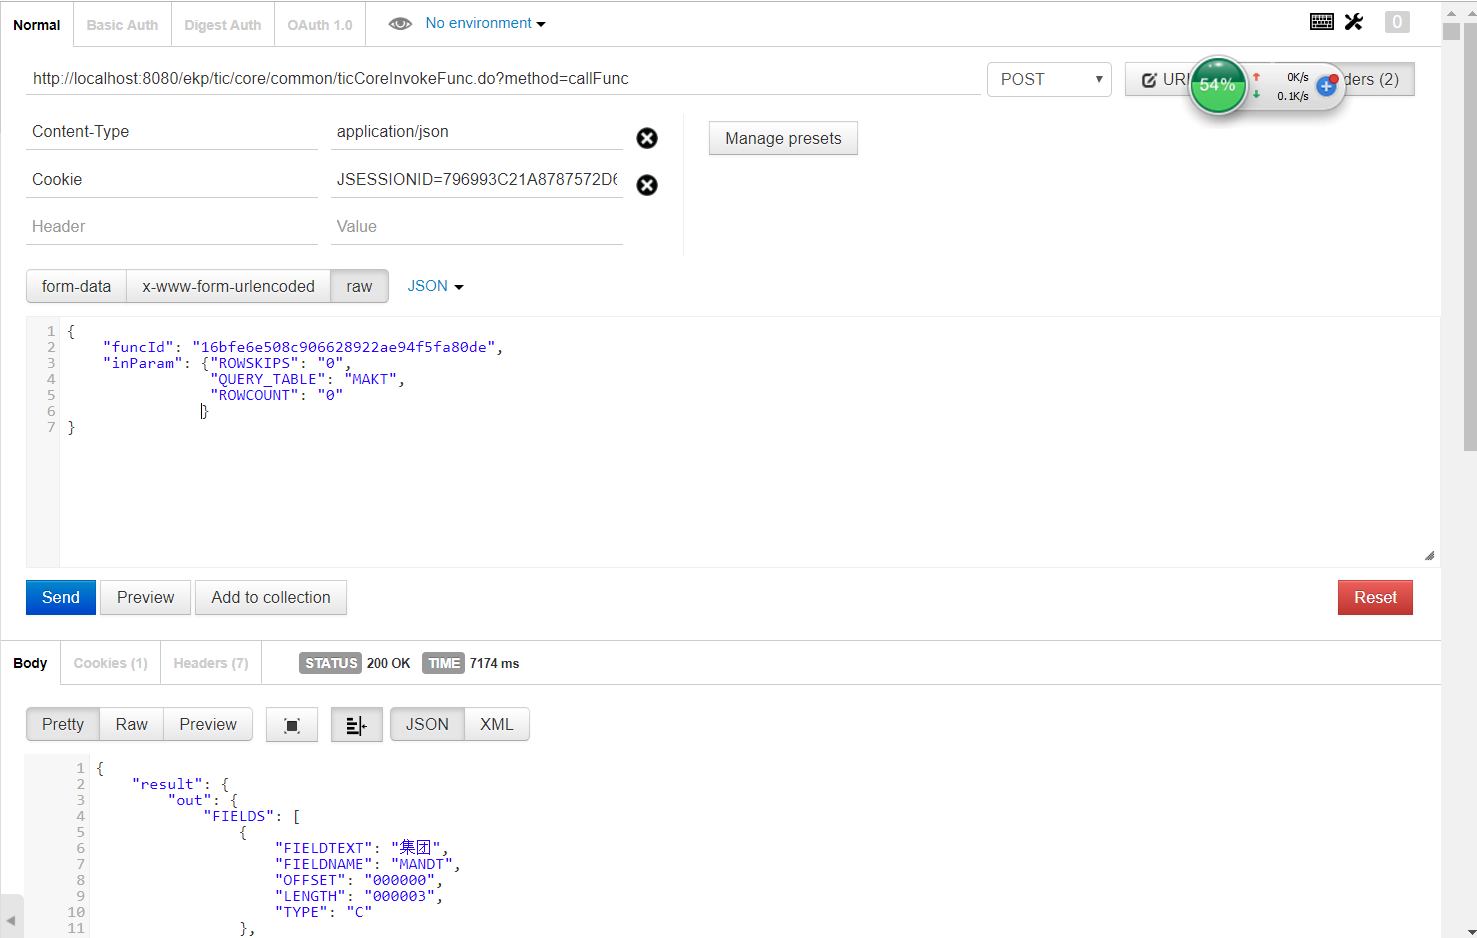 Normal Basic Auth Digest Auth OAuth 1.0 No environment 0
http://localhost:8080/ekp/tic/core/common/ticCoreInvokeFunc.do?method=callFunc POST UR ders (2)
54% 0K/s
0.1K/s
Content-Type application/json Manage presets
Cookie JSESSIONID=796993C21A8787572D6
Header Value
form-data x-www-form-urlencoded raw JSON
1 {
2 "funcId": "16bfe6e508c906628922ae94f5fa80de",
3 "inParam": {"ROWSKIPS": "0",
4 "QUERY_TABLE": "MAKT",
5 "ROWCOUNT": "0"
6 }
7 }
Send Preview Add to collection Reset
Body Cookies (1) Headers (7) STATUS 200 OK TIME 7174 ms
Pretty Raw Preview JSON XML
1 {
2 "result": {
3 "out": {
4 "FIELDS": [
5 {
6 "FIELDTEXT": "集团",
7 "FIELDNAME": "MANDT",
8 "OFFSET": "000000",
9 "LENGTH": "000003",
10 "TYPE": "C"
11 },